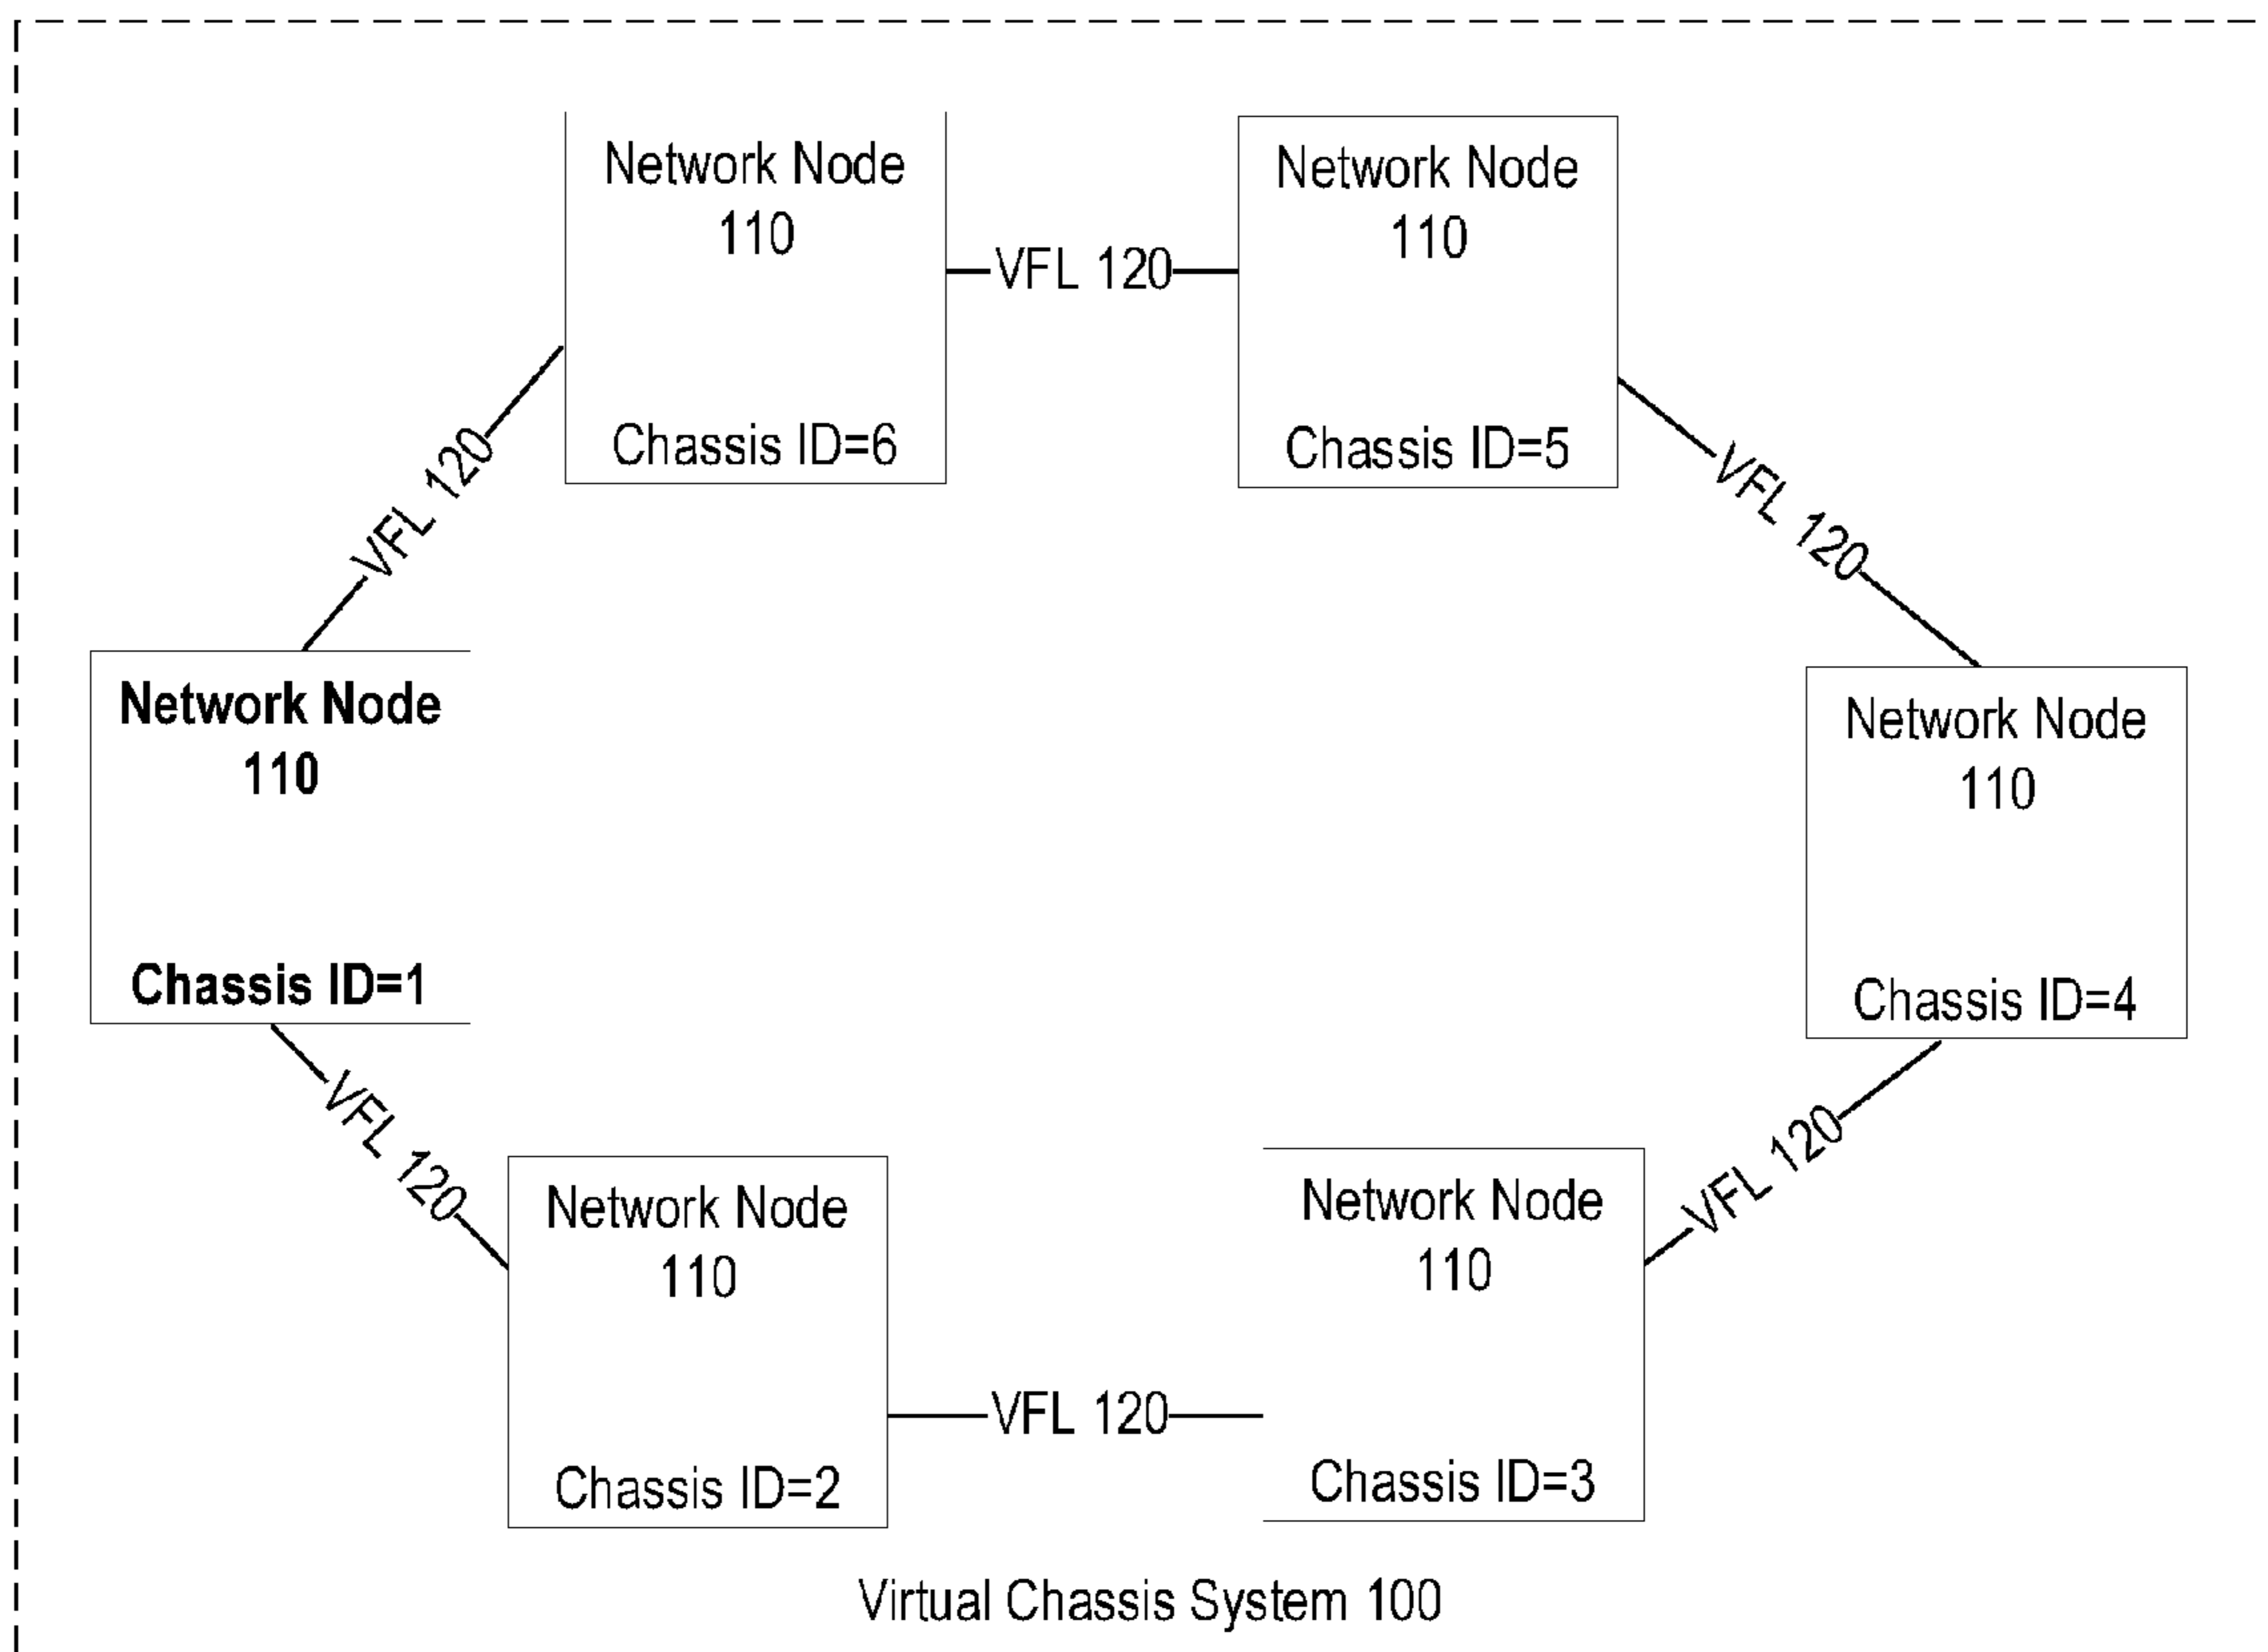 Network Node
110
Chassis ID=6
VFL 120
Network Node
110
Chassis ID=5
VFL 120
VFL 120
Network Node
110
Chassis ID=1
Network Node
110
Chassis ID=4
VFL 120
Network Node
110
Chassis ID=2
VFL 120
Network Node
110
Chassis ID=3
VFL 120
Virtual Chassis System 100